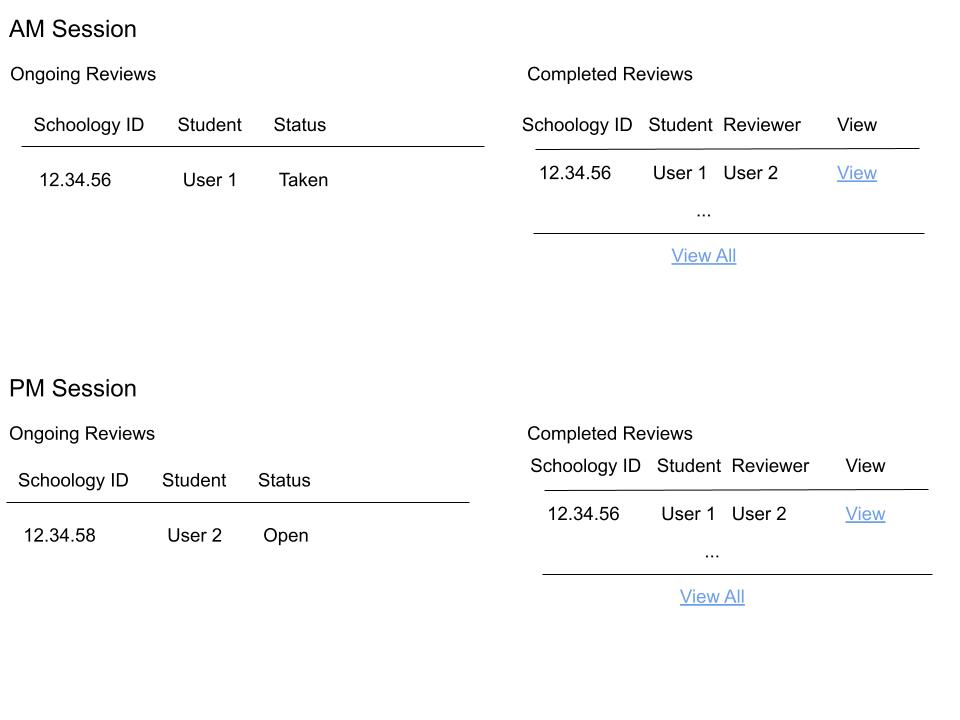 AM Session
Ongoing Reviews
Schoology ID Student Status
12.34.56 User 1 Taken
Completed Reviews
Schoology ID Student Reviewer View
12.34.56 User 1 User 2 View
...
View All
PM Session
Ongoing Reviews
Schoology ID Student Status
12.34.58 User 2 Open
Completed Reviews
Schoology ID Student Reviewer View
12.34.56 User 1 User 2 View
...
View All